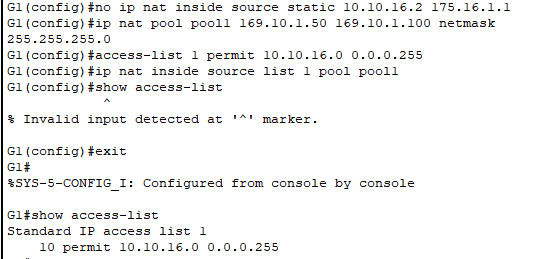 G1(config)#no ip nat inside source static 10.10.16.2 175.16.1.1
G1(config)#ip nat pool pool1 169.10.1.50 169.10.1.100 netmask
255.255.255.0
G1(config)#access-list 1 permit 10.10.16.0 0.0.0.255
G1(config)#ip nat inside source list 1 pool pool1
G1(config)#show access-list
^
% Invalid input detected at '^' marker.
G1(config)#exit
G1#
%SYS-5-CONFIG_I: Configured from console by console
G1#show access-list
Standard IP access list 1
10 permit 10.10.16.0 0.0.0.255